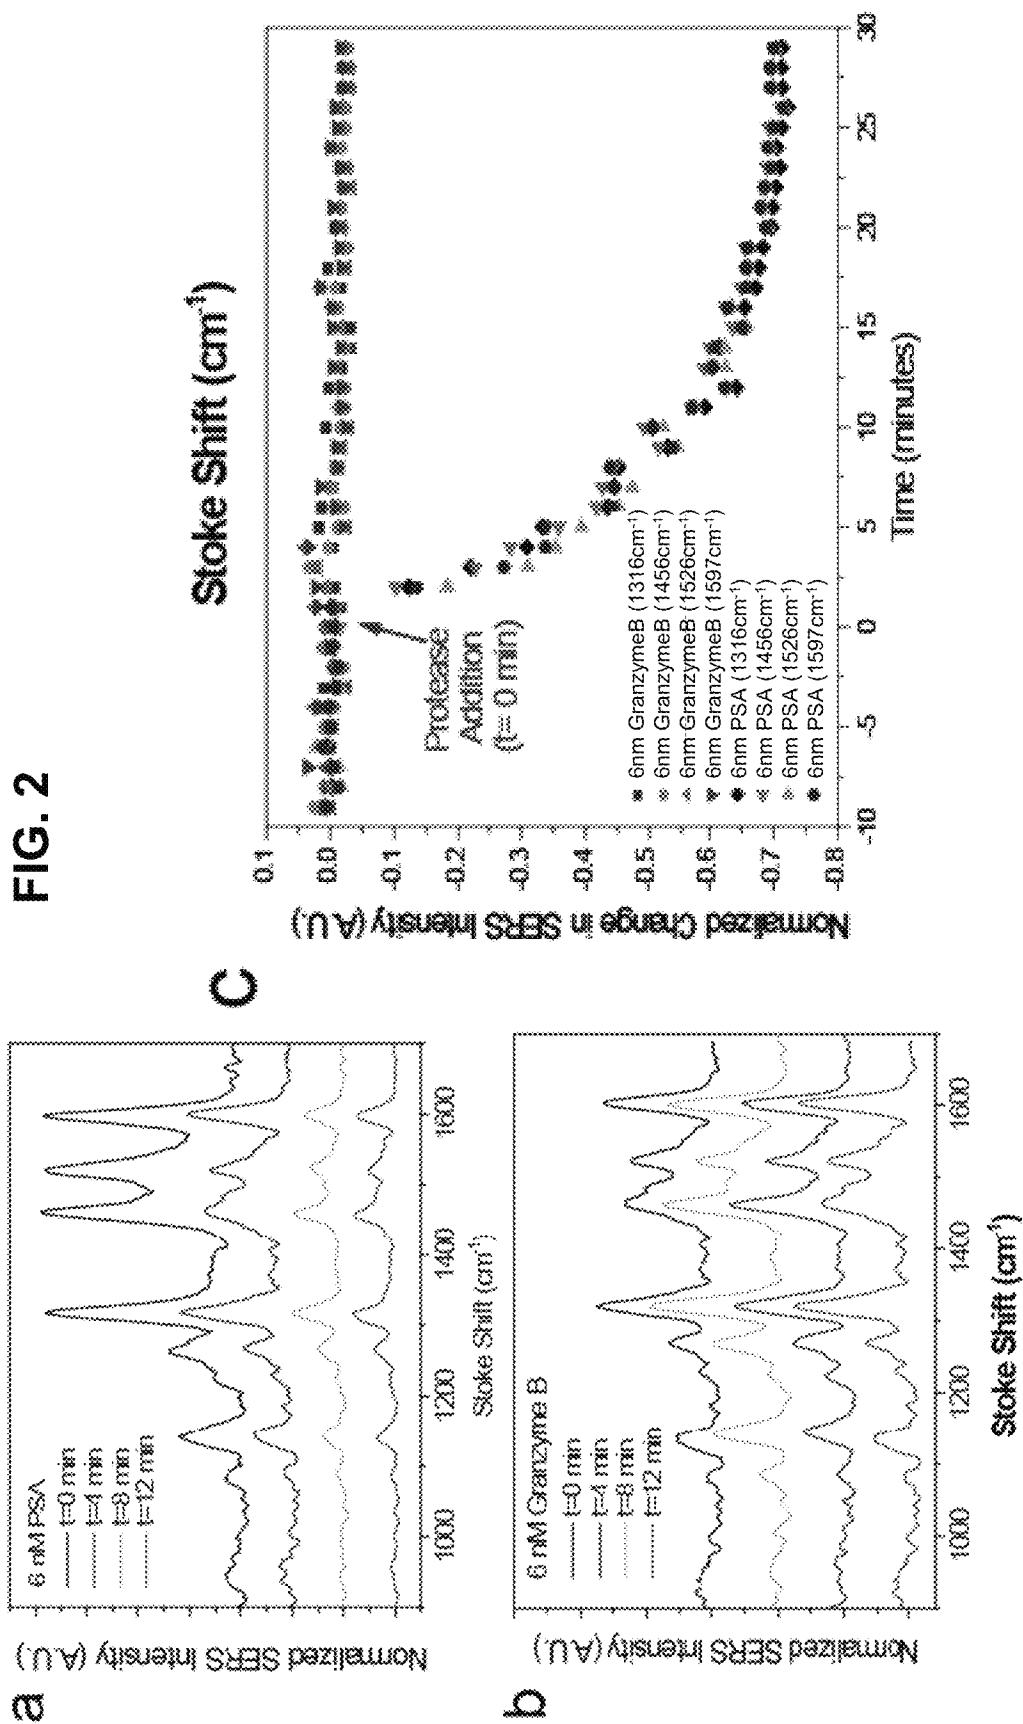 FIG. 2
a
Normalized SERS Intensity (A.U.)
6 nM PSA
t=0 min
t=4 min
t=8 min
t=12 min
1000
1200
1400
1600
Stoke Shift (cm-1)
b
Normalized SERS Intensity (A.U.)
6 nM Granzyme B
t=0 min
t=4 min
t=8 min
t=12 min
1000
1200
1400
1600
Stoke Shift (cm-1)
C
Stoke Shift (cm-1)
Normalized Change in SERS Intensity (A.U.)
0.1
0.0
-0.1
-0.2
-0.3
-0.4
-0.5
-0.6
-0.7
-0.8
Protease
Addition
(t= 0 min)
6nm GranzymeB (1316cm-1)
6nm GranzymeB (1456cm-1)
6nm GranzymeB (1526cm-1)
6nm GranzymeB (1597cm-1)
6nm PSA (1316cm-1)
6nm PSA (1456cm-1)
6nm PSA (1526cm-1)
6nm PSA (1597cm-1)
-10
-5
0
5
10
15
20
25
30
Time (minutes)